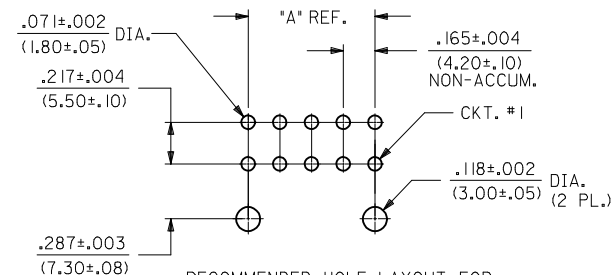 "A" REF.
.071±.002 DIA.
(1.80±.05)
.165±.004
(4.20±.10)
NON-ACCUM.
.217±.004
(5.50±.10)
CKT. #1
.118±.002 DIA.
(3.00±.05) (2 PL.)
.287±.003
(7.30±.08)
RECOMMENDED HOLE LAYOUT FOR